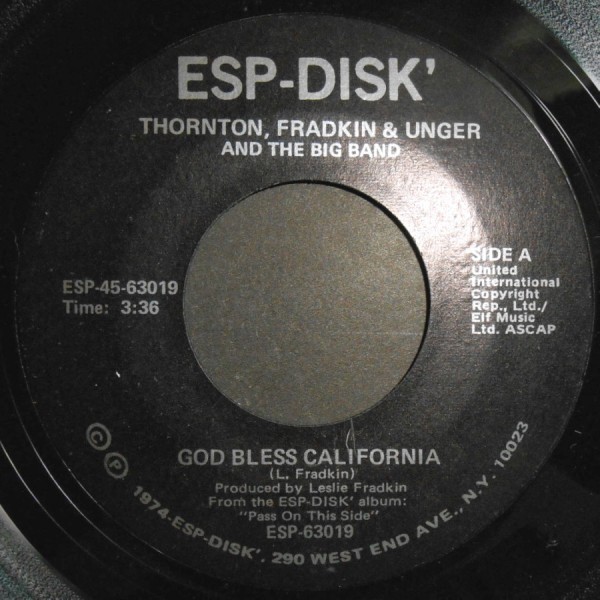 ESP-DISK'
THORNTON, FRADKIN & UNGER
AND THE BIG BAND
ESP-45-63019
Time: 3:36
SIDE A
United
International
Copyright
Rep., Ltd./
Elf Music
Ltd. ASCAP
GOD BLESS CALIFORNIA
(L. Fradkin)
Produced by Leslie Fradkin
From the ESP-DISK' album:
"Pass On This Side"
ESP-63019
© ℗ 1974-ESP-DISK', 290 WEST END AVE., N.Y. 10023